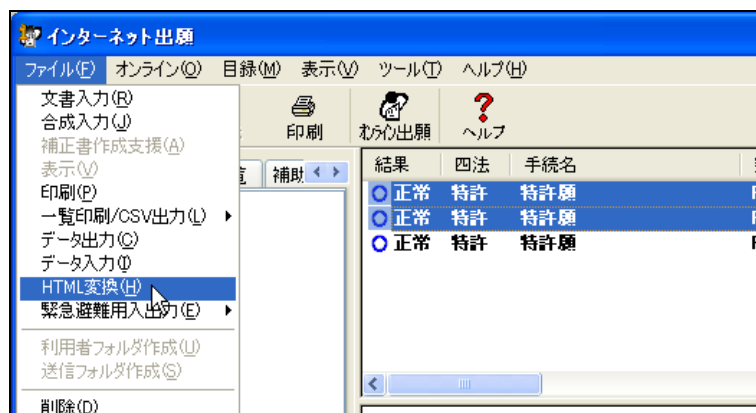 インターネット出願
ファイル(F) オンライン(O) 目録(M) 表示(V) ツール(T) ヘルプ(H)
文書入力(R)
合成入力(J)
補正書作成支援(A)
表示(V)
印刷(P)
一覧印刷/CSV出力(L)
データ出力(C)
データ入力(I)
HTML変換(H)
緊急避難用入出力(E)
利用者フォルダ作成(U)
送信フォルダ作成(S)
削除(D)
印刷 オンライン出願 ヘルプ
補助
結果 四法 手続名
正常 特許 特許願
正常 特許 特許願
正常 特許 特許願